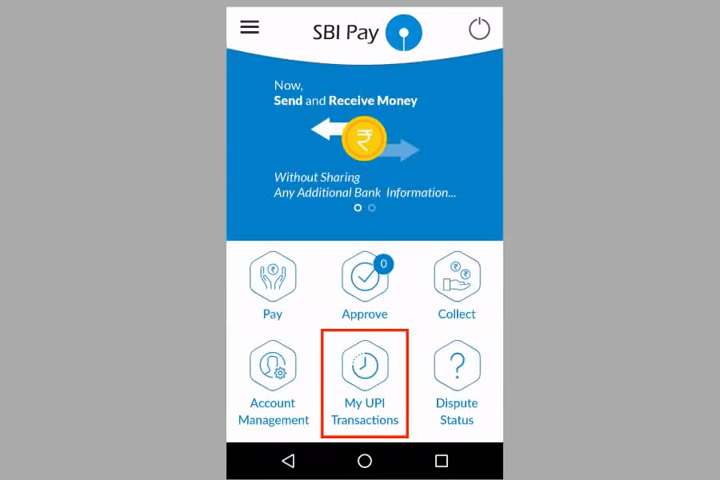 SBI Pay
Now,
Send and Receive Money
₹
Without Sharing
Any Additional Bank Information...
₹
0
₹
₹
Pay
Approve
Collect
?
Account
Management
My UPI
Transactions
Dispute
Status